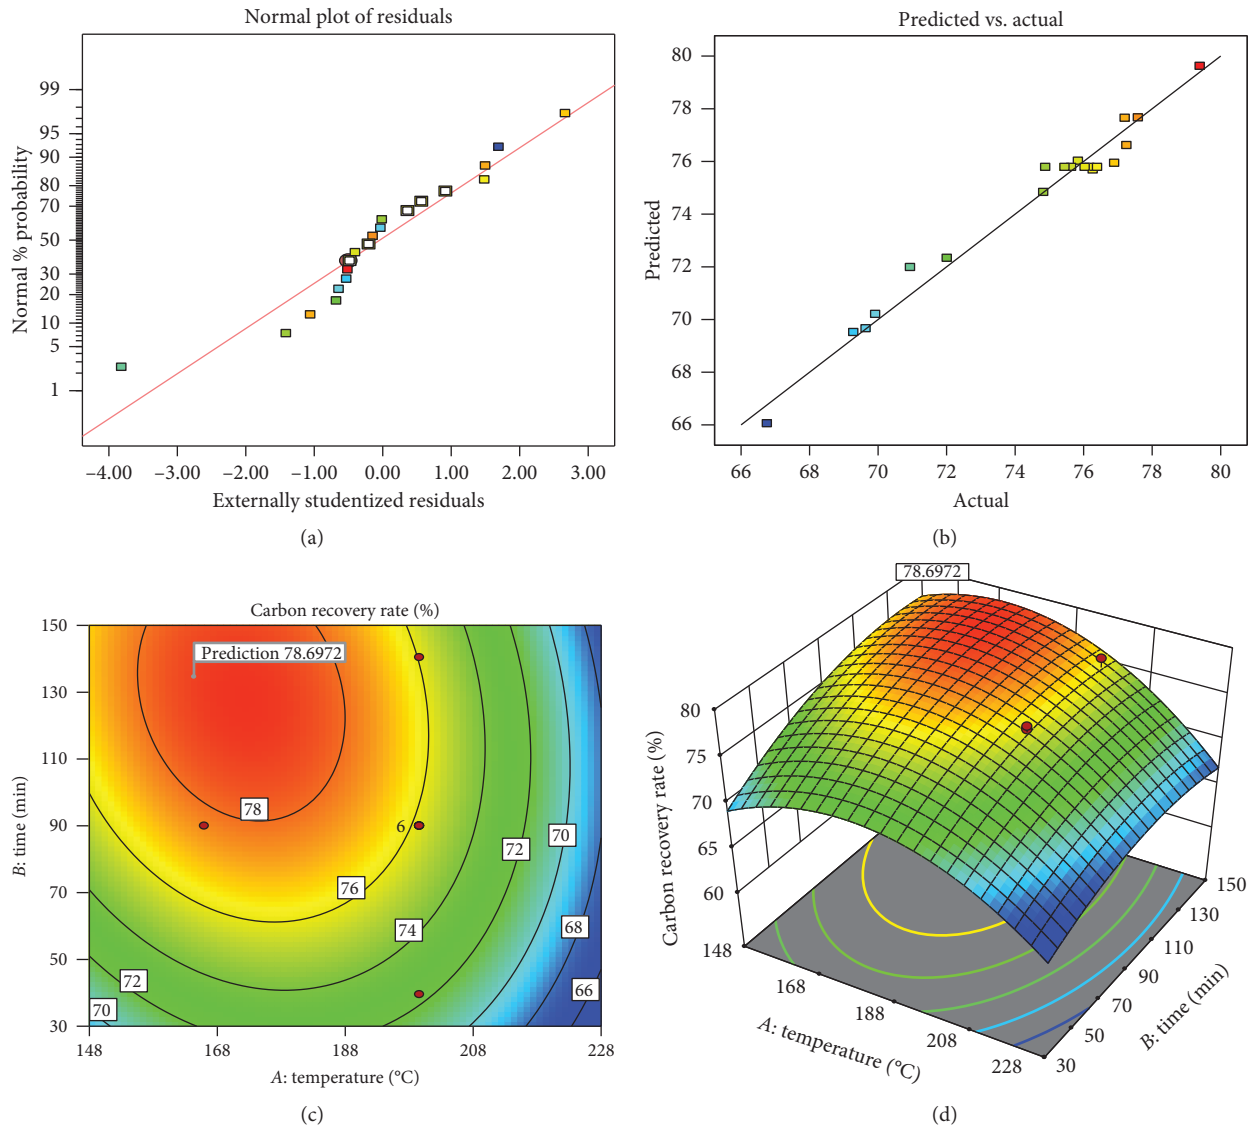 Normal plot of residuals
99
95
90
80
70
50
30
20
10
5
1
Normal % probability
−4.00 −3.00 −2.00 −1.00 0.00 1.00 2.00 3.00
Externally studentized residuals
(a)
Predicted vs. actual
80
78
76
74
72
70
68
66
Predicted
66 68 70 72 74 76 78 80
Actual
(b)
Carbon recovery rate (%)
150
130
110
90
70
50
30
B: time (min)
Prediction 78.6972
78
6
76
74
72
70
68
66
72
70
148 168 188 208 228
A: temperature (°C)
(c)
78.6972
80
75
70
65
60
Carbon recovery rate (%)
148
168
188
208
228
A: temperature (°C)
150
130
110
90
70
50
30
B: time (min)
(d)